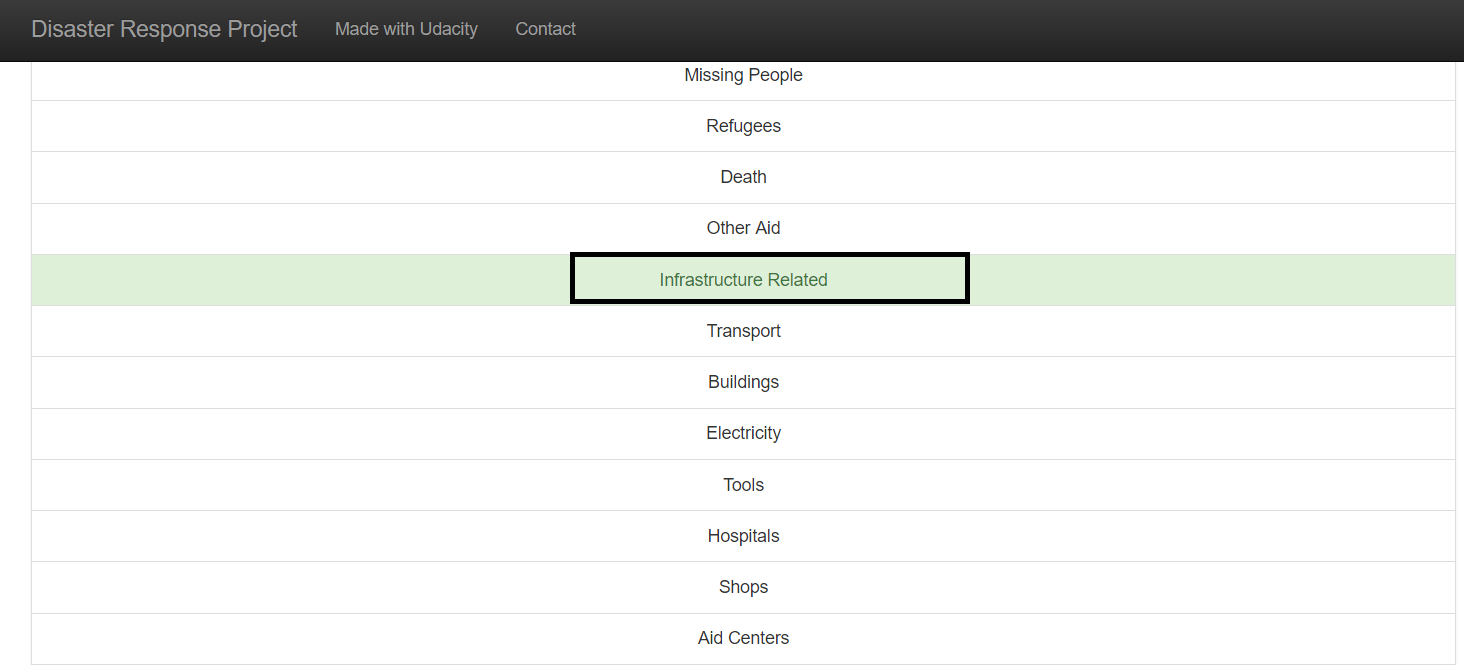 Disaster Response Project Made with Udacity Contact
Missing People
Refugees
Death
Other Aid
Infrastructure Related
Transport
Buildings
Electricity
Tools
Hospitals
Shops
Aid Centers